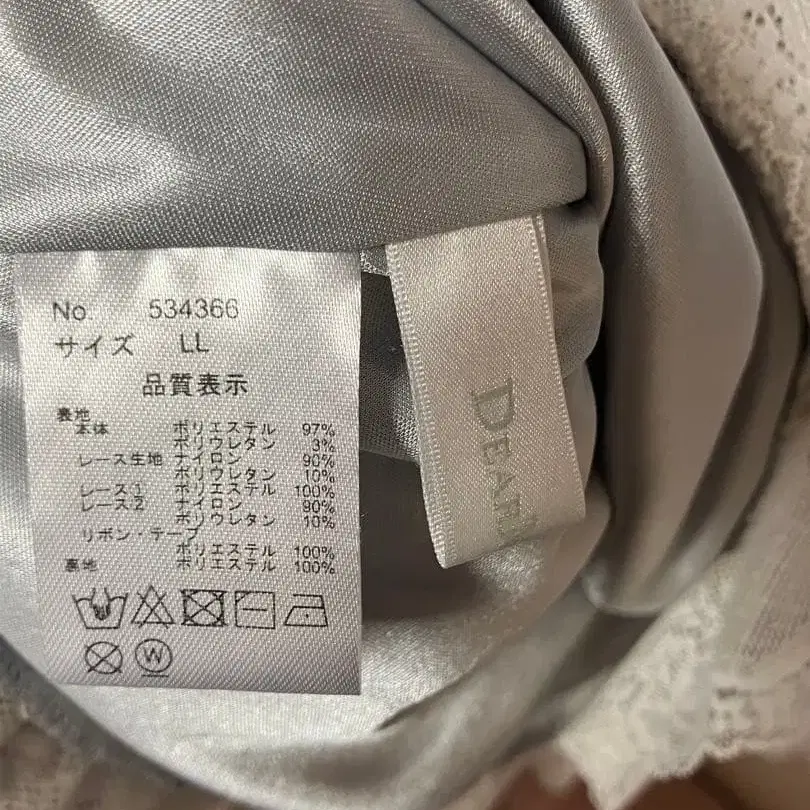 No 534366
サイズ LL
品質表示
表地
本体 ポリエステル 97%
ポリウレタン 3%
レース生地 ナイロン 90%
ポリウレタン 10%
レース1 ポリエステル 100%
レース2 ナイロン 90%
ポリウレタン 10%
リボン・テープ
ポリエステル 100%
裏地 ポリエステル 100%
W
DEAR